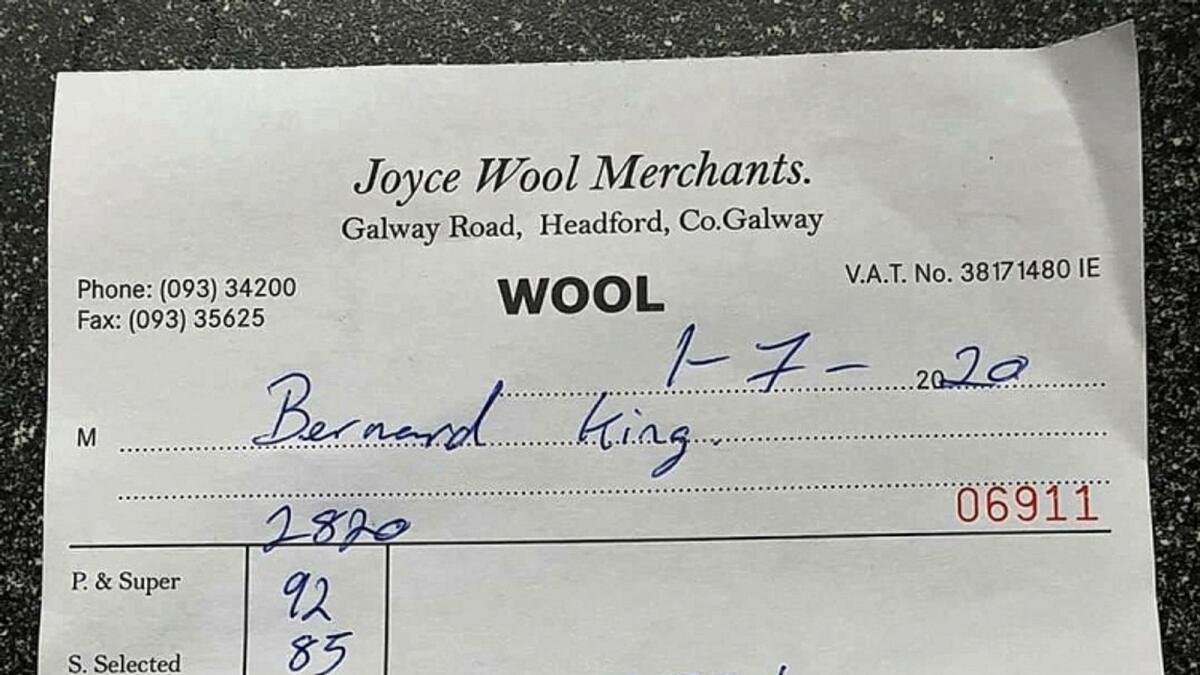 Joyce Wool Merchants.
Galway Road, Headford, Co.Galway
Phone: (093) 34200
Fax: (093) 35625
WOOL
V.A.T. No. 38171480 IE
1-7- 2020
M Bernard King.
06911
2820
P. & Super 92
S. Selected 85